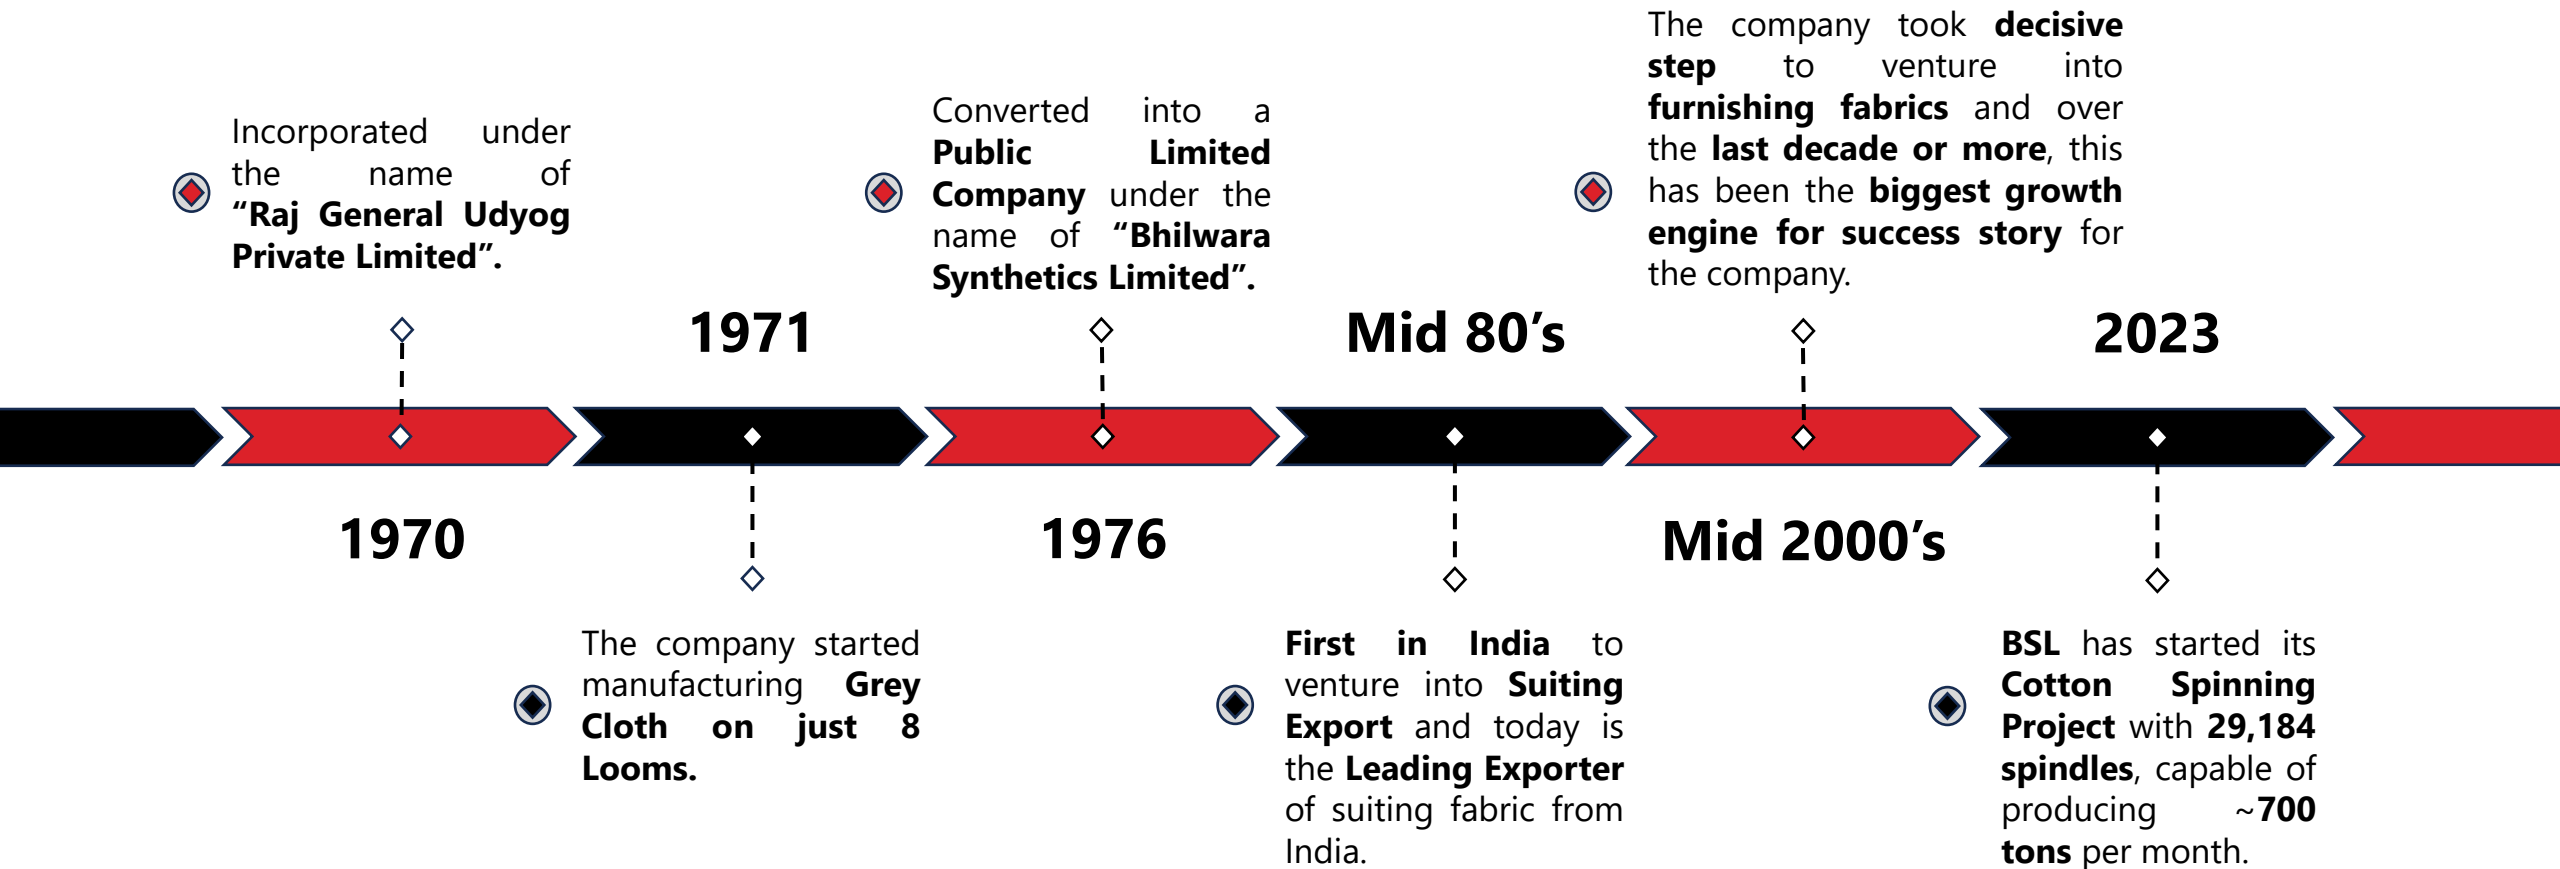 Incorporated under
the name of
“Raj General Udyog
Private Limited”.
1970
1971
The company started
manufacturing Grey
Cloth on just 8
Looms.
Converted into a
Public Limited
Company under the
name of “Bhilwara
Synthetics Limited”.
1976
Mid 80’s
First in India to
venture into Suiting
Export and today is
the Leading Exporter
of suiting fabric from
India.
The company took decisive
step to venture into
furnishing fabrics and over
the last decade or more, this
has been the biggest growth
engine for success story for
the company.
Mid 2000’s
2023
BSL has started its
Cotton Spinning
Project with 29,184
spindles, capable of
producing ~700
tons per month.